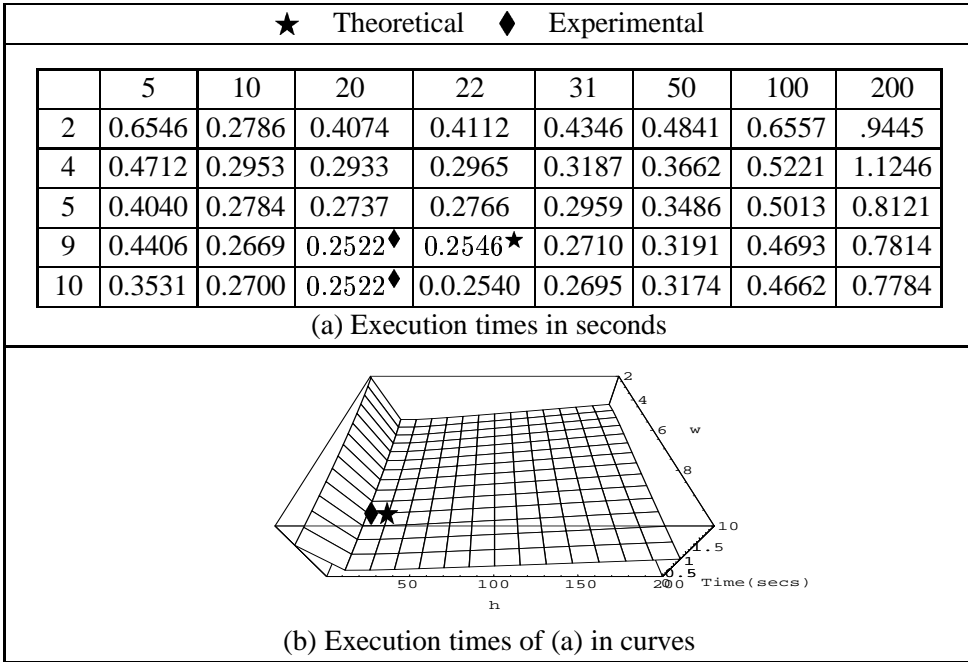 ★ Theoretical ♦ Experimental
5 10 20 22 31 50 100 200
2 0.6546 0.2786 0.4074 0.4112 0.4346 0.4841 0.6557 .9445
4 0.4712 0.2953 0.2933 0.2965 0.3187 0.3662 0.5221 1.1246
5 0.4040 0.2784 0.2737 0.2766 0.2959 0.3486 0.5013 0.8121
9 0.4406 0.2669 0.2522♦ 0.2546★ 0.2710 0.3191 0.4693 0.7814
10 0.3531 0.2700 0.2522♦ 0.0.2540 0.2695 0.3174 0.4662 0.7784
(a) Execution times in seconds
2
4
6 w
8
10
1.5
1
0.5
0 Time(secs)
50 100 150 200
h
(b) Execution times of (a) in curves